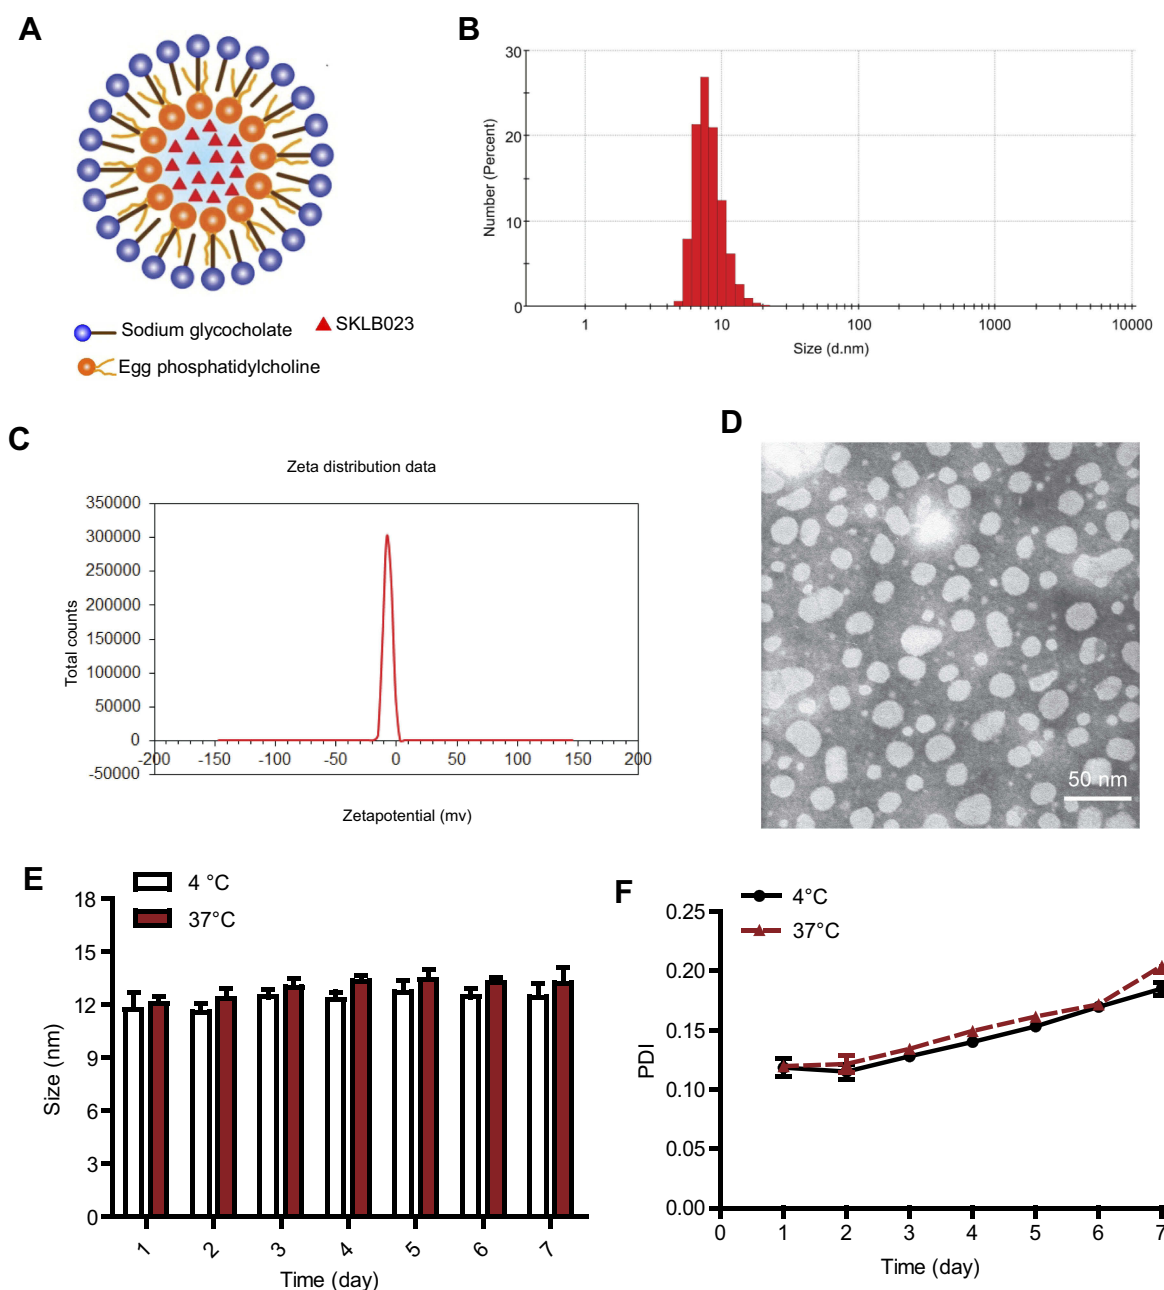 A
Sodium glycocholate
SKLB023
Egg phosphatidylcholine
B
30
20
10
0
Number (Percent)
1
10
100
1000
10000
Size (d.nm)
C
Zeta distribution data
350000
300000
250000
200000
150000
100000
50000
0
-50000
Total counts
-200
-150
-100
-50
0
50
100
150
200
Zetapotential (mv)
D
50 nm
E
4 °C
37°C
18
15
12
9
6
3
0
Size (nm)
1
2
3
4
5
6
7
Time (day)
F
4°C
37°C
0.25
0.20
0.15
0.10
0.05
0.00
PDI
0
1
2
3
4
5
6
7
Time (day)